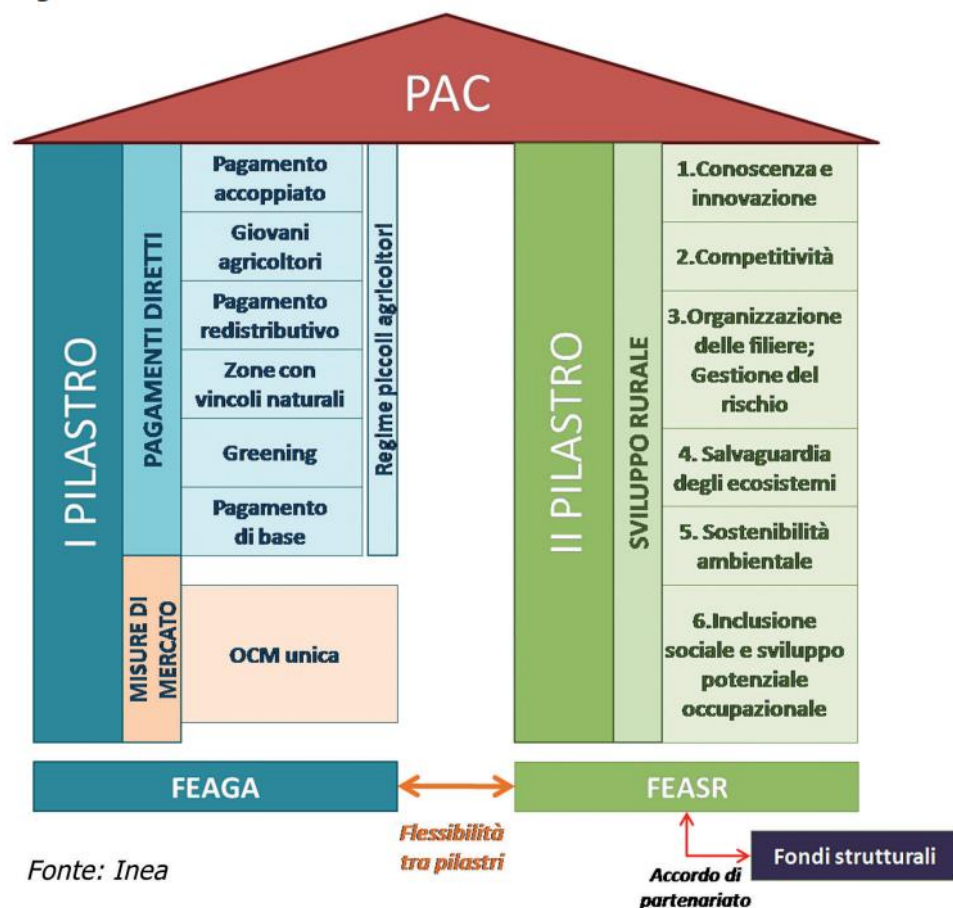 PAC
I PILASTRO
PAGAMENTI DIRETTI
Pagamento
accoppiato
Giovani
agricoltori
Pagamento
redistributivo
Zone con
vincoli naturali
Greening
Pagamento
di base
Regime piccoli agricoltori
MISURE DI
MERCATO
OCM unica
FEAGA
II PILASTRO
SVILUPPO RURALE
1.Conoscenza e
innovazione
2.Competitività
3.Organizzazione
delle filiere;
Gestione del
rischio
4. Salvaguardia
degli ecosistemi
5. Sostenibilità
ambientale
6.Inclusione
sociale e sviluppo
potenziale
occupazionale
FEASR
Flessibilità
tra pilastri
Accordo di
partenariato
Fondi strutturali
Fonte: Inea